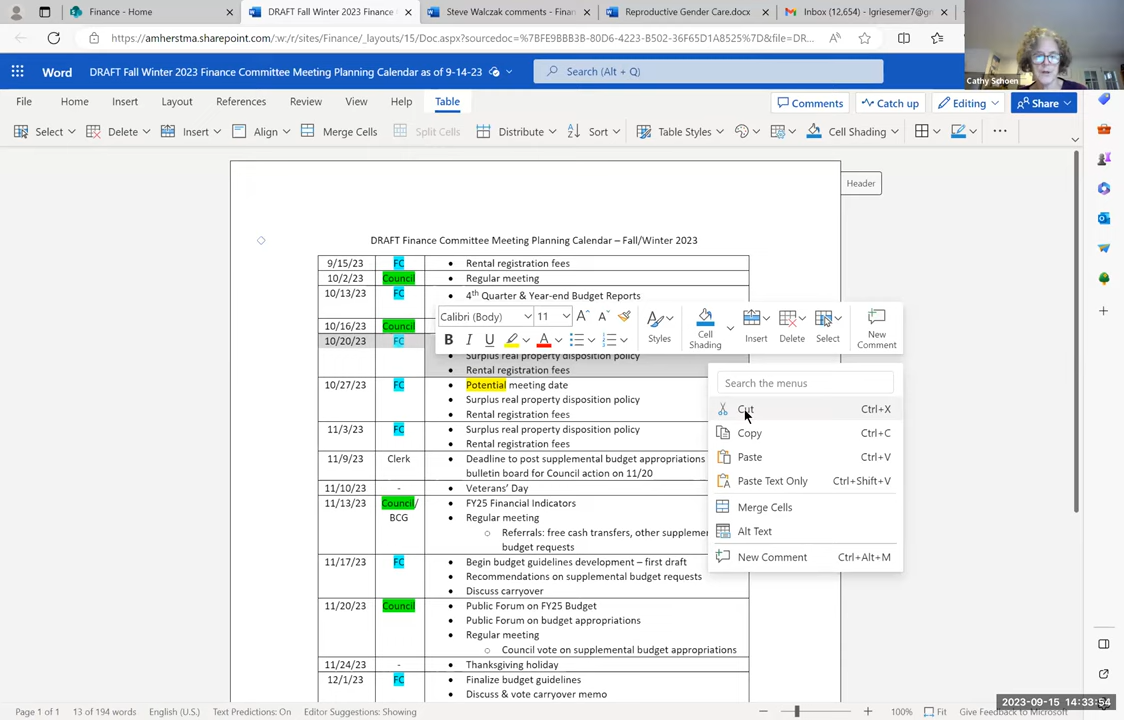 Finance - Home
DRAFT Fall Winter 2023 Finance
Steve Walczak comments - Finan
Reproductive Gender Care.docx
Inbox (12,654) - lgriesemer7@gm
https://amherstma.sharepoint.com/:w:/r/sites/Finance/_layouts/15/Doc.aspx?sourcedoc=%7BFE9BBB3B-80D6-4223-B502-36F65D1A8525%7D&file=DR...
Cathy Schoen
Word
DRAFT Fall Winter 2023 Finance Committee Meeting Planning Calendar as of 9-14-23
Search (Alt + Q)
File Home Insert Layout References Review View Help Table
Comments Catch up Editing Share
Select Delete Insert Align Merge Cells Split Cells Distribute Sort Table Styles Cell Shading
Header
DRAFT Finance Committee Meeting Planning Calendar – Fall/Winter 2023
9/15/23 FC • Rental registration fees
10/2/23 Council • Regular meeting
10/13/23 FC • 4th Quarter & Year-end Budget Reports
10/16/23 Council
10/20/23 FC
Surplus real property disposition policy
• Rental registration fees
10/27/23 FC • Potential meeting date
• Surplus real property disposition policy
• Rental registration fees
11/3/23 FC • Surplus real property disposition policy
• Rental registration fees
11/9/23 Clerk • Deadline to post supplemental budget appropriations
bulletin board for Council action on 11/20
11/10/23 - • Veterans' Day
11/13/23 Council/ • FY25 Financial Indicators
BCG • Regular meeting
o Referrals: free cash transfers, other suppleme
budget requests
11/17/23 FC • Begin budget guidelines development – first draft
• Recommendations on supplemental budget requests
• Discuss carryover
11/20/23 Council • Public Forum on FY25 Budget
• Public Forum on budget appropriations
• Regular meeting
o Council vote on supplemental budget appropriations
11/24/23 - • Thanksgiving holiday
12/1/23 FC • Finalize budget guidelines
• Discuss & vote carryover memo
Calibri (Body) 11
B I U A
Styles Cell Shading Insert Delete Select New Comment
Search the menus
Cut Ctrl+X
Copy Ctrl+C
Paste Ctrl+V
Paste Text Only Ctrl+Shift+V
Merge Cells
Alt Text
New Comment Ctrl+Alt+M
Page 1 of 1 13 of 194 words English (U.S.) Text Predictions: On Editor Suggestions: Showing
100% Fit Give Feedback to Microsoft
2023-09-15 14:33:54